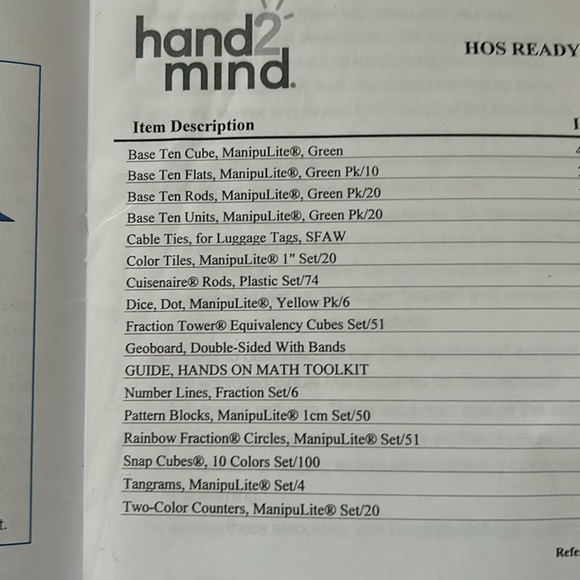 hand2
mind®
HOS READY
Item Description
Base Ten Cube, ManipuLite®, Green
Base Ten Flats, ManipuLite®, Green Pk/10
Base Ten Rods, ManipuLite®, Green Pk/20
Base Ten Units, ManipuLite®, Green Pk/20
Cable Ties, for Luggage Tags, SFAW
Color Tiles, ManipuLite® 1" Set/20
Cuisenaire® Rods, Plastic Set/74
Dice, Dot, ManipuLite®, Yellow Pk/6
Fraction Tower® Equivalency Cubes Set/51
Geoboard, Double-Sided With Bands
GUIDE, HANDS ON MATH TOOLKIT
Number Lines, Fraction Set/6
Pattern Blocks, ManipuLite® 1cm Set/50
Rainbow Fraction® Circles, ManipuLite® Set/51
Snap Cubes®, 10 Colors Set/100
Tangrams, ManipuLite® Set/4
Two-Color Counters, ManipuLite® Set/20
Refe
t.